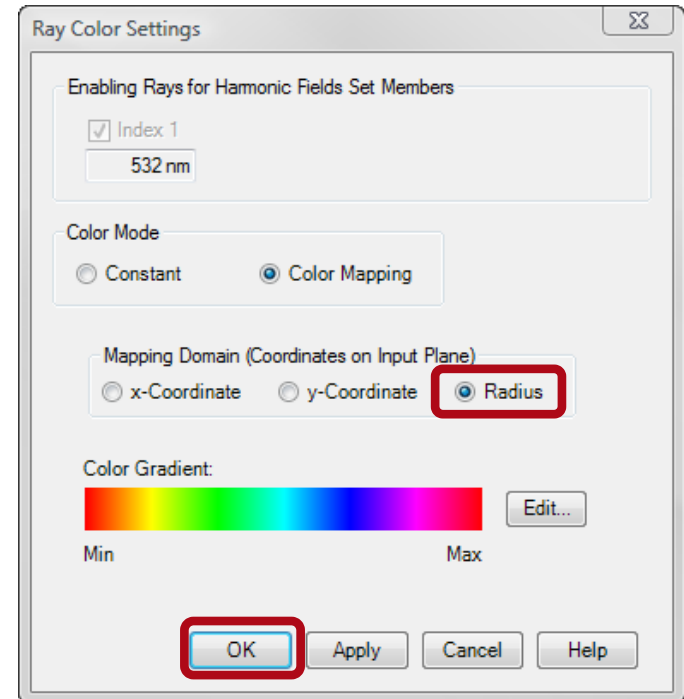 Ray Color Settings
Enabling Rays for Harmonic Fields Set Members
Index 1
532 nm
Color Mode
Constant Color Mapping
Mapping Domain (Coordinates on Input Plane)
x-Coordinate y-Coordinate Radius
Color Gradient:
Edit...
Min Max
OK Apply Cancel Help